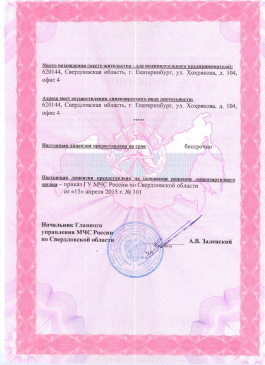 Место нахождения (место жительства - для индивидуального предпринимателя):
620144, Свердловская область, г. Екатеринбург, ул. Хохрякова, д. 104,
офис 4
Адреса мест осуществления лицензируемого вида деятельности:
620144, Свердловская область, г. Екатеринбург, ул. Хохрякова, д. 104,
офис 4
*****
Настоящая лицензия предоставлена на срок бессрочно
Настоящая лицензия предоставлена на основании решения лицензирующего
органа – приказ ГУ МЧС России по Свердловской области
от «15» апреля 2015 г. № 301
Начальник Главного
управления МЧС России
по Свердловской области А.В. Заленский